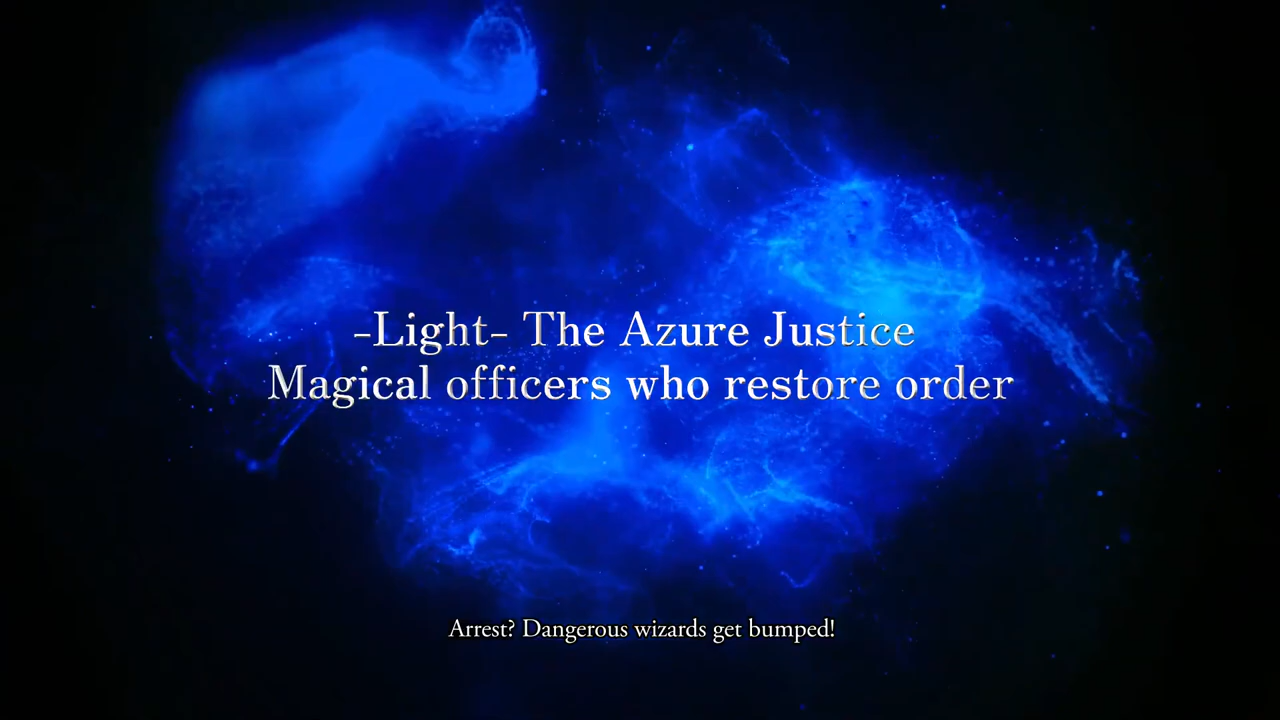 -Light- The Azure Justice
Magical officers who restore order
Arrest? Dangerous wizards get bumped!